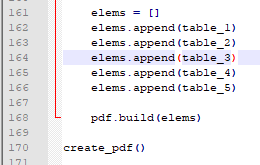 161 elems = []
162 elems.append(table_1)
163 elems.append(table_2)
164 elems.append(table_3)
165 elems.append(table_4)
166 elems.append(table_5)
167
168 pdf.build(elems)
169
170 create_pdf()
171